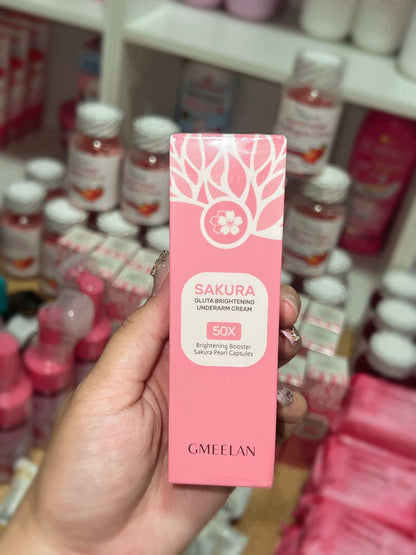 SAKURA
GLUTA BRIGHTENING
UNDERARM CREAM
50X
Brightening Booster
Sakura Pearl Capsules
GMEELAN